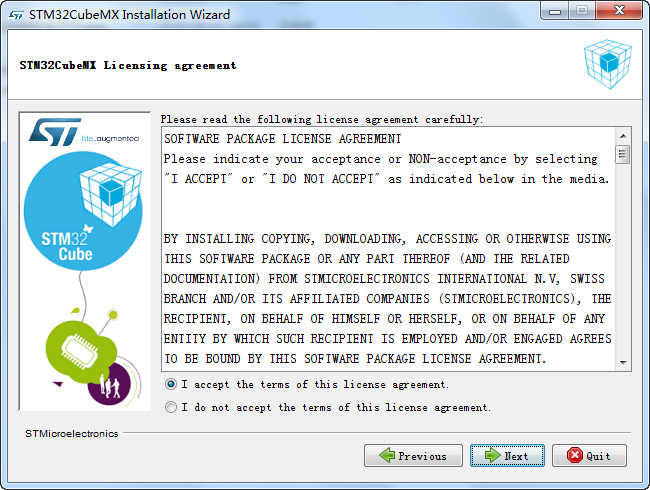 STM32CubeMX Installation Wizard
STM32CubeMX Licensing agreement
Please read the following license agreement carefully:
SOFTWARE PACKAGE LICENSE AGREEMENT
Please indicate your acceptance or NON-acceptance by selecting
"I ACCEPT" or "I DO NOT ACCEPT" as indicated below in the media.
BY INSTALLING COPYING, DOWNLOADING, ACCESSING OR OTHERWISE USING
THIS SOFTWARE PACKAGE OR ANY PART THEREOF (AND THE RELATED
DOCUMENTATION) FROM STMICROELECTRONICS INTERNATIONAL N.V, SWISS
BRANCH AND/OR ITS AFFILIATED COMPANIES (STMICROELECTRONICS), THE
RECIPIENT, ON BEHALF OF HIMSELF OR HERSELF, OR ON BEHALF OF ANY
ENTITY BY WHICH SUCH RECIPIENT IS EMPLOYED AND/OR ENGAGED AGREES
TO BE BOUND BY THIS SOFTWARE PACKAGE LICENSE AGREEMENT.
ST life.augmented
STM32
Cube
I accept the terms of this license agreement.
I do not accept the terms of this license agreement.
STMicroelectronics
Previous
Next
Quit